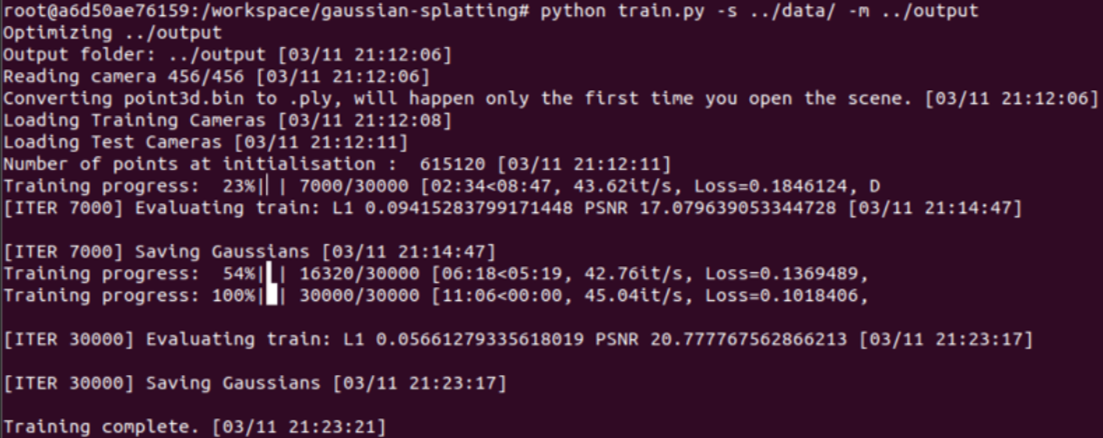 root@a6d50ae76159:/workspace/gaussian-splatting# python train.py -s ../data/ -m ../output
Optimizing ../output
Output folder: ../output [03/11 21:12:06]
Reading camera 456/456 [03/11 21:12:06]
Converting point3d.bin to .ply, will happen only the first time you open the scene. [03/11 21:12:06]
Loading Training Cameras [03/11 21:12:08]
Loading Test Cameras [03/11 21:12:11]
Number of points at initialisation :  615120 [03/11 21:12:11]
Training progress:  23%|▏| 7000/30000 [02:34<08:47, 43.62it/s, Loss=0.1846124, D
[ITER 7000] Evaluating train: L1 0.09415283799171448 PSNR 17.079639053344728 [03/11 21:14:47]
[ITER 7000] Saving Gaussians [03/11 21:14:47]
Training progress:  54%|▌| 16320/30000 [06:18<05:19, 42.76it/s, Loss=0.1369489,
Training progress: 100%|█| 30000/30000 [11:06<00:00, 45.04it/s, Loss=0.1018406,
[ITER 30000] Evaluating train: L1 0.05661279335618019 PSNR 20.777767562866213 [03/11 21:23:17]
[ITER 30000] Saving Gaussians [03/11 21:23:17]
Training complete. [03/11 21:23:21]